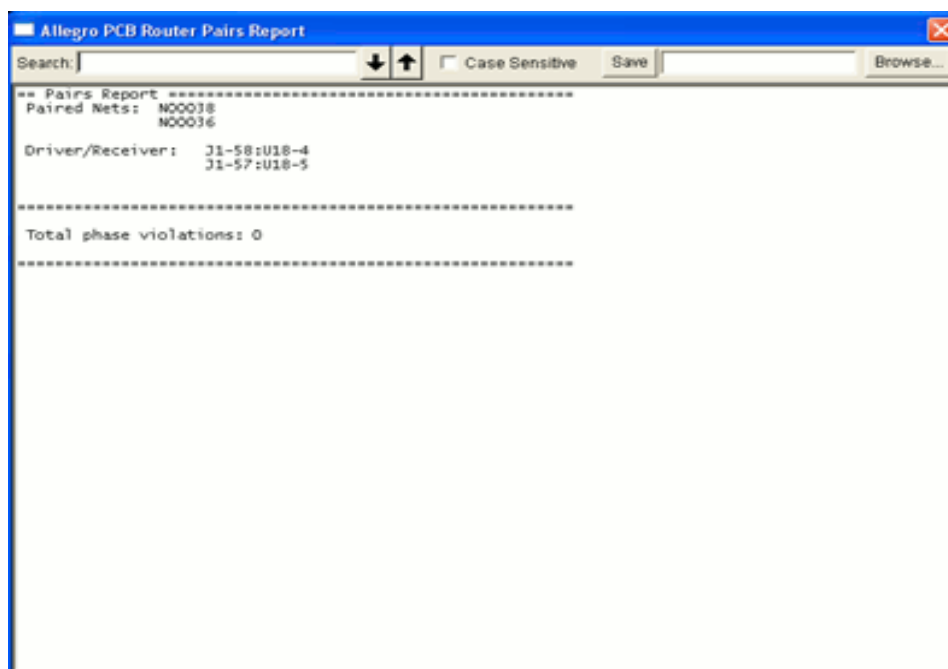 Allegro PCB Router Pairs Report
Search: Case Sensitive Save Browse...
== Pairs Report ===========================================
Paired Nets: N00038
N00036
Driver/Receiver: J1-58:U18-4
J1-57:U18-5
===========================================================
Total phase violations: 0
===========================================================